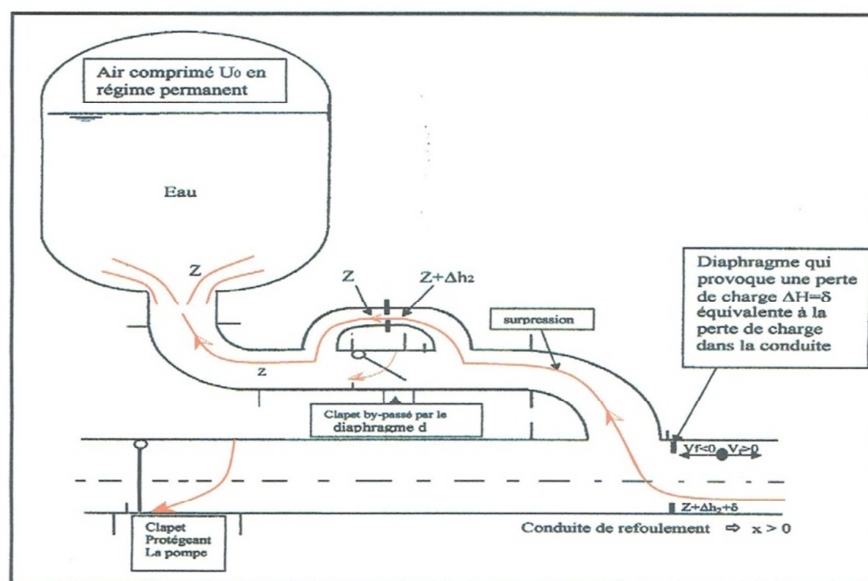 Air comprimé U₀ en
régime permanent
Eau
Z
Z
Z+Δh₂
surpression
Diaphragme qui
provoque une perte
de charge ΔH=δ
équivalente à la
perte de charge
dans la conduite
z
Clapet by-passé par le
diaphragme d
Vf<0
Vf>0
Clapet
Protégeant
La pompe
Z+Δh₂+δ
Conduite de refoulement ⇒ x > 0